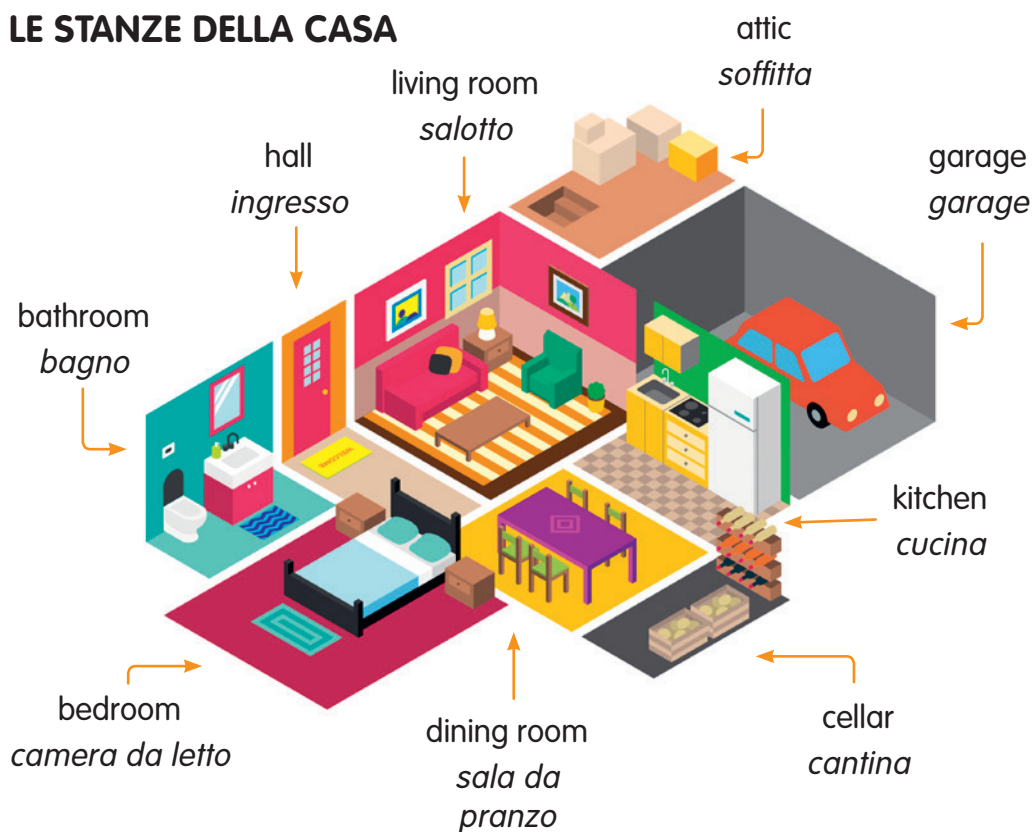 LE STANZE DELLA CASA
attic
soffitta
living room
salotto
hall
ingresso
garage
garage
bathroom
bagno
WELCOME
kitchen
cucina
bedroom
camera da letto
dining room
sala da
pranzo
cellar
cantina